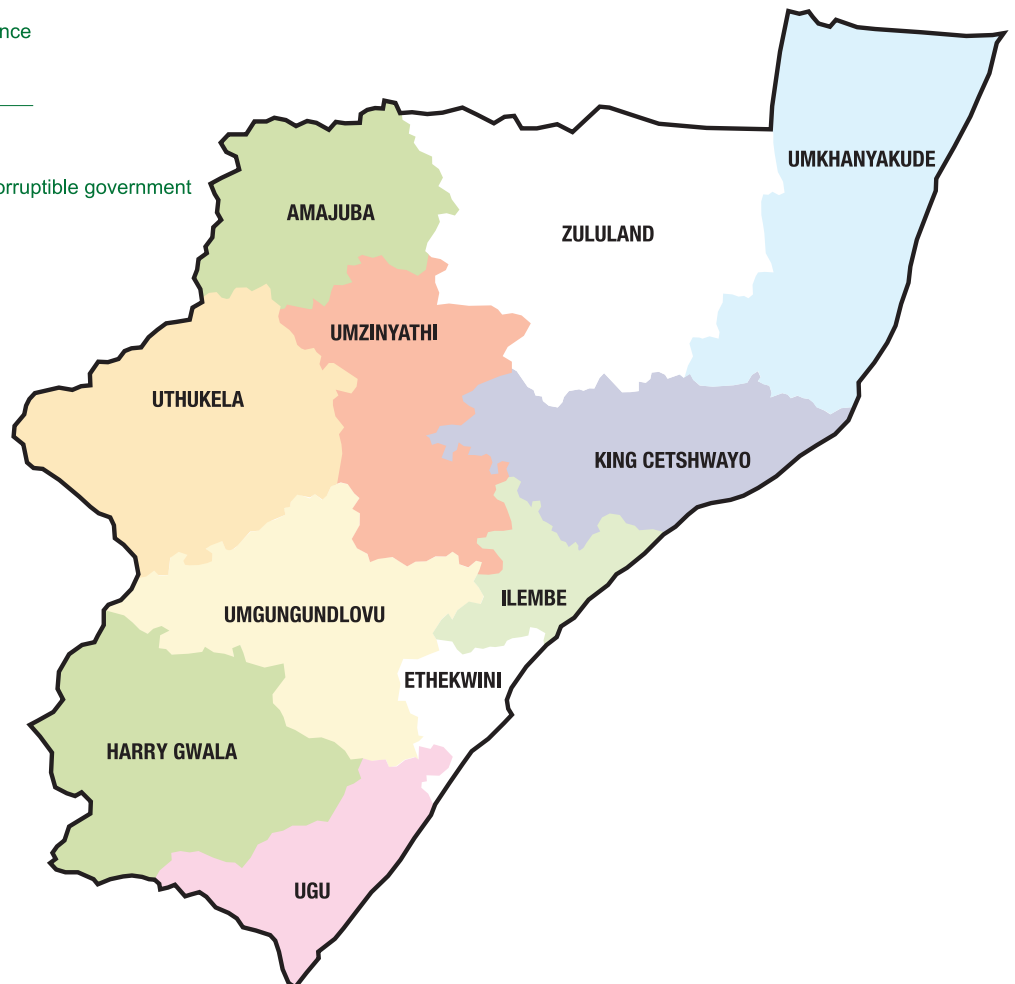 nce
orruptible government
UMKHANYAKUDE
AMAJUBA
ZULULAND
UMZINYATHI
UTHUKELA
KING CETSHWAYO
ILEMBE
UMGUNGUNDLOVU
ETHEKWINI
HARRY GWALA
UGU